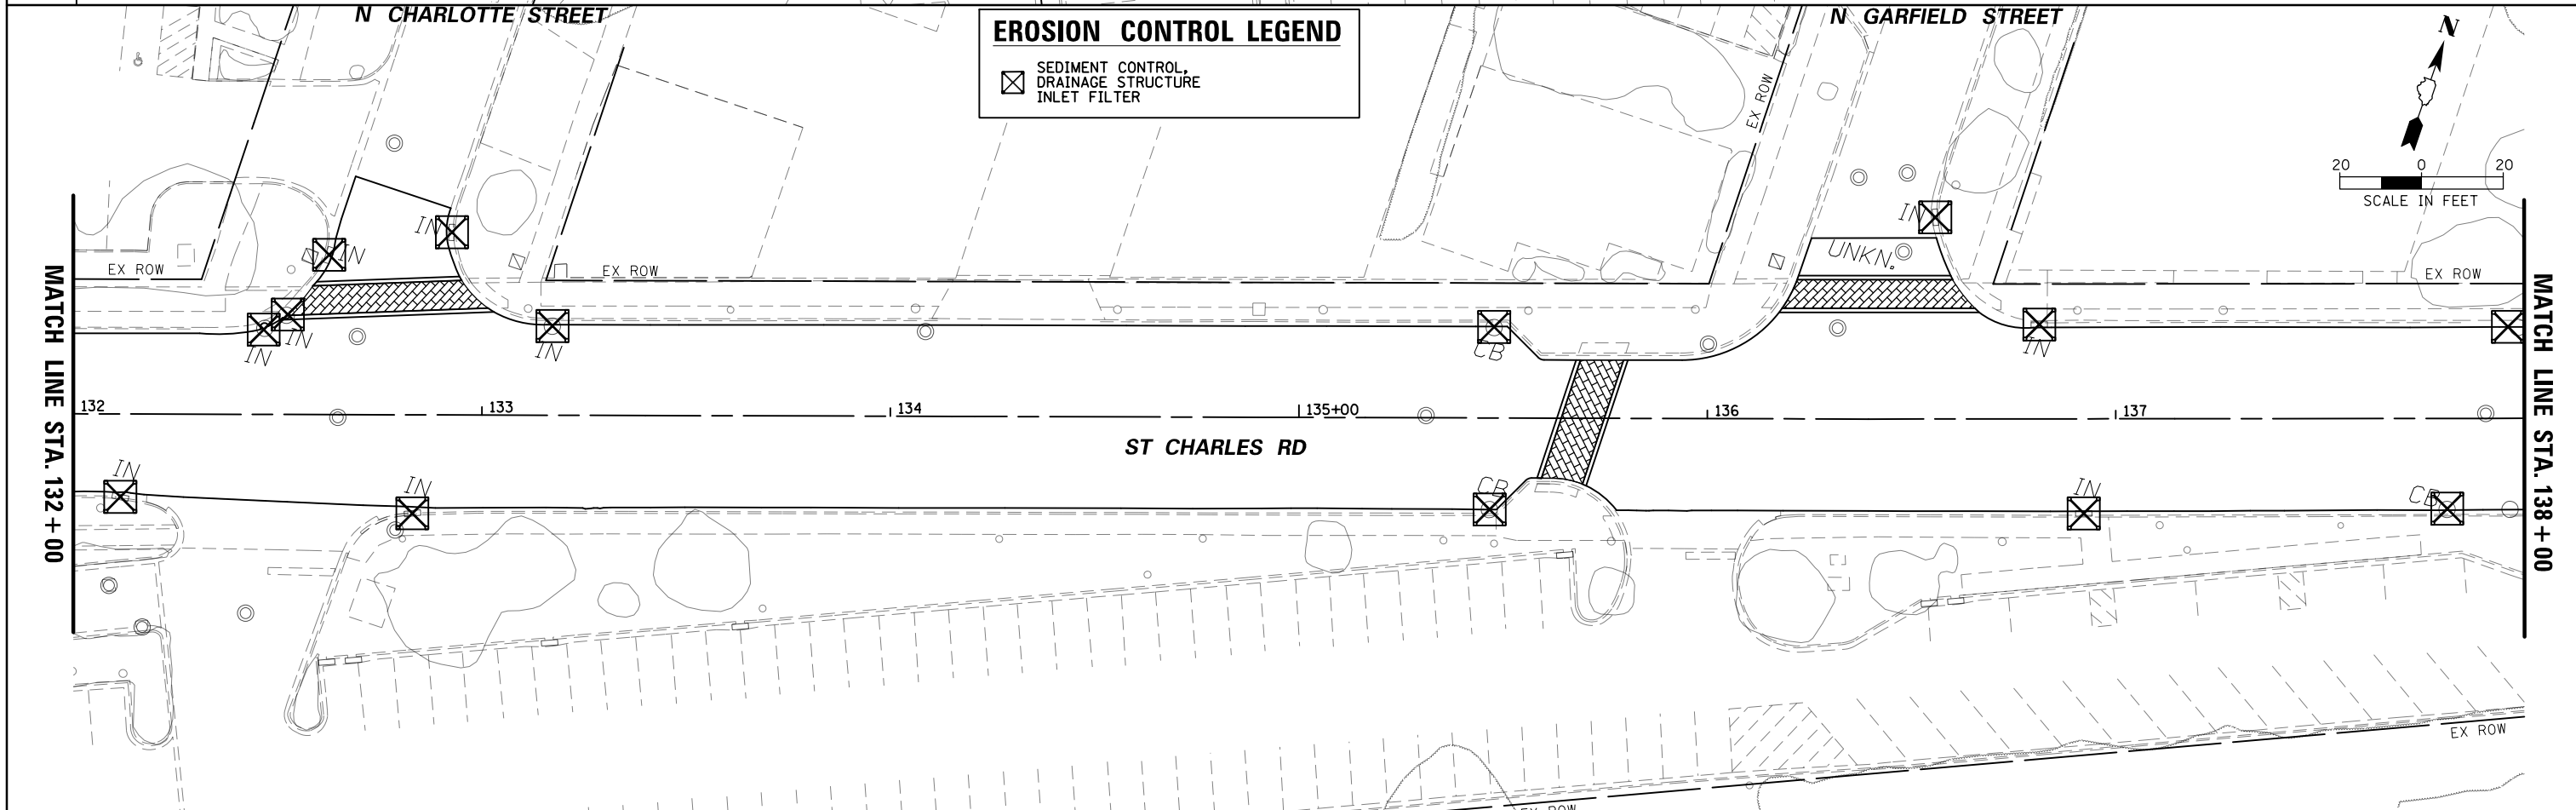 N CHARLOTTE STREET
EROSION CONTROL LEGEND
SEDIMENT CONTROL,
DRAINAGE STRUCTURE
INLET FILTER
N GARFIELD STREET
N
20 0 20
SCALE IN FEET
EX ROW
IN
IN
IN
UNKN.
EX ROW
EX ROW
EX ROW
IN
IN
IN
CB
IN
MATCH LINE STA. 132+00
MATCH LINE STA. 138+00
132
133
134
135+00
136
137
ST CHARLES RD
IN
IN
CB
IN
CB
EX ROW
EX ROW